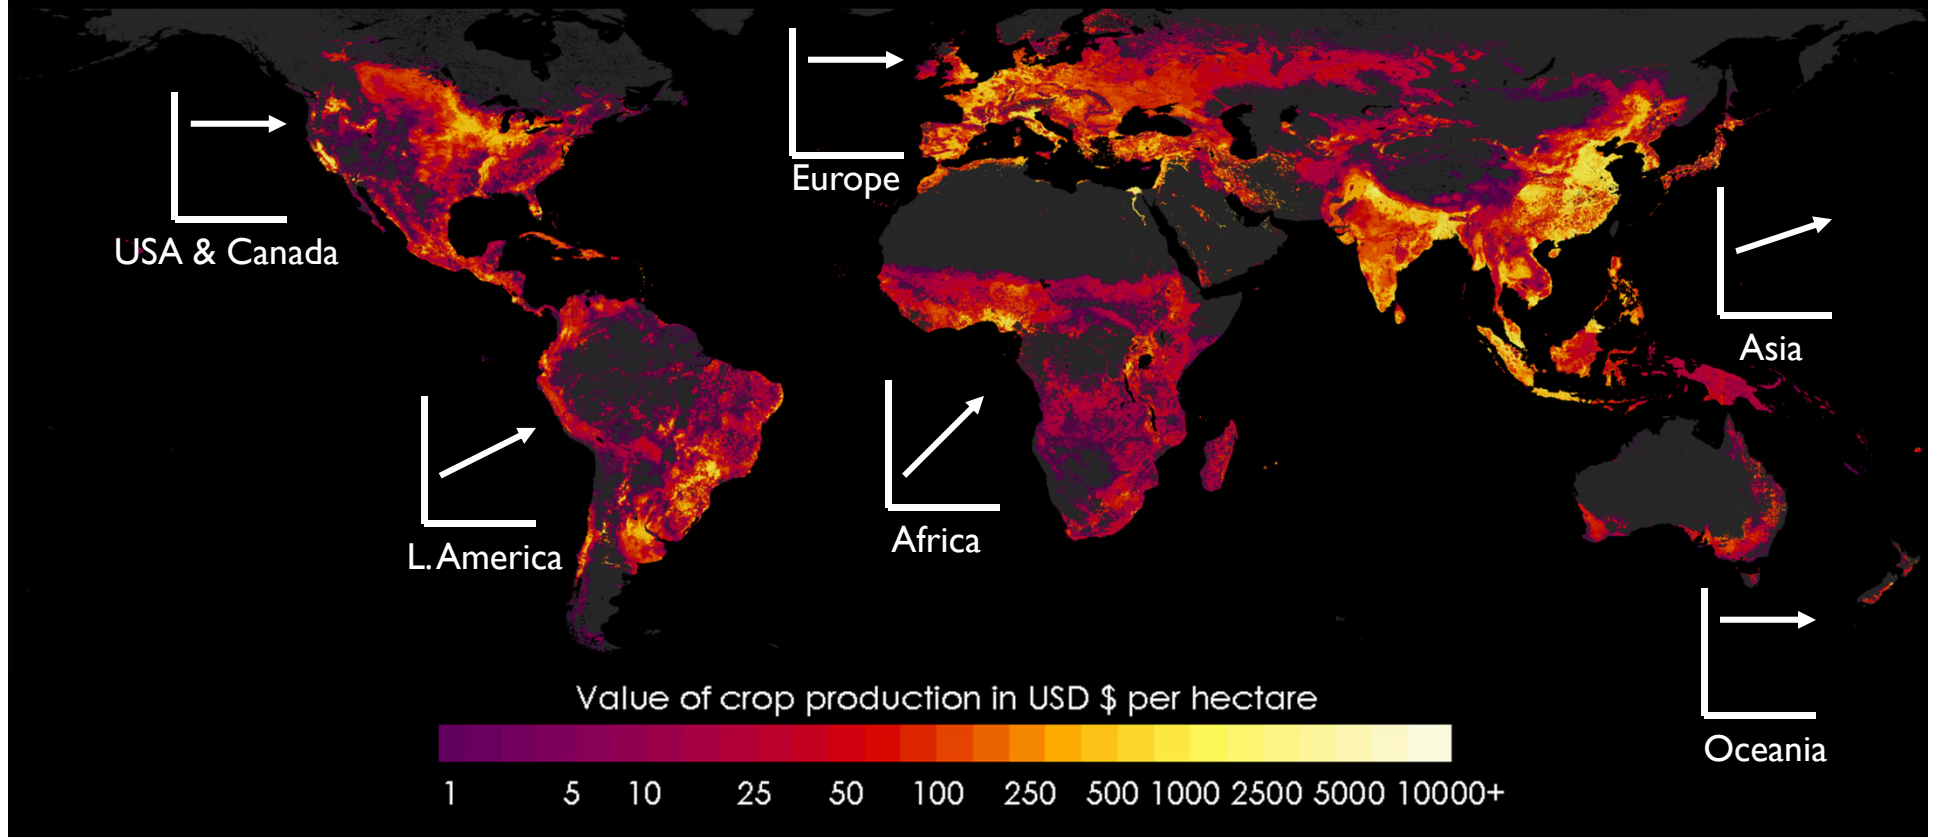 Europe
USA & Canada
Asia
L. America
Africa
Oceania
Value of crop production in USD $ per hectare
1 5 10 25 50 100 250 500 1000 2500 5000 10000+